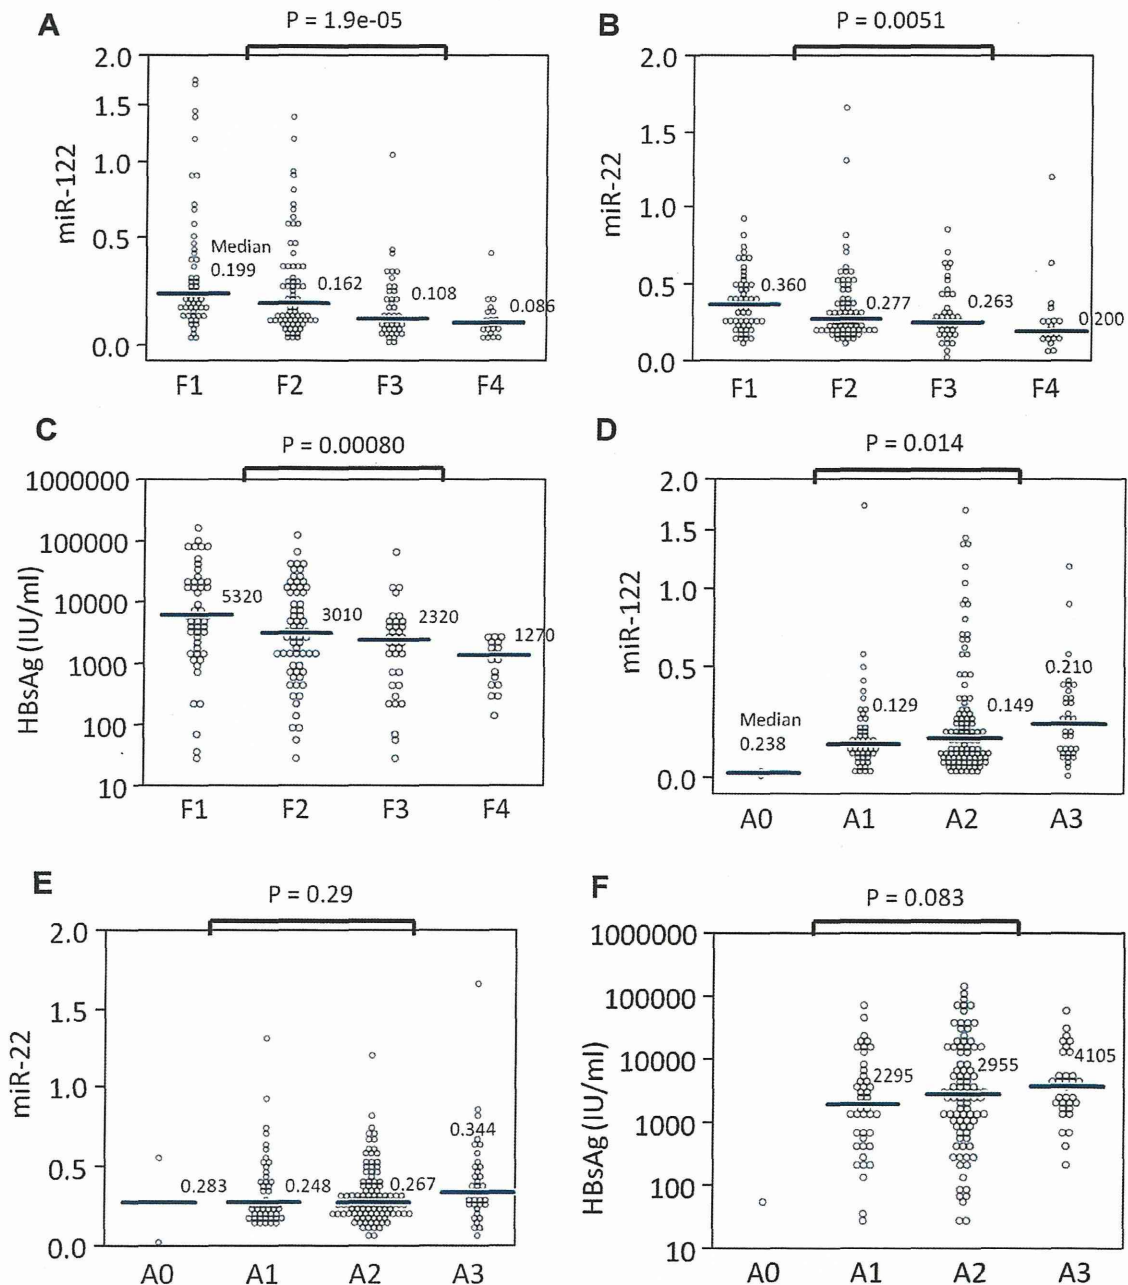 A
P = 1.9e-05
miR-122
2.0
1.5
1.0
0.5
0.0
Median
0.199
0.162
0.108
0.086
F1 F2 F3 F4
B
P = 0.0051
miR-22
2.0
1.5
1.0
0.5
0.0
0.360
0.277
0.263
0.200
F1 F2 F3 F4
C
P = 0.00080
HBsAg (IU/ml)
1000000
100000
10000
1000
100
10
5320
3010
2320
1270
F1 F2 F3 F4
D
P = 0.014
miR-122
2.0
1.5
1.0
0.5
0.0
Median
0.238
0.129
0.149
0.210
A0 A1 A2 A3
E
P = 0.29
miR-22
2.0
1.5
1.0
0.5
0.0
0.283
0.248
0.267
0.344
A0 A1 A2 A3
F
P = 0.083
HBsAg (IU/ml)
1000000
100000
10000
1000
100
10
2295
2955
4105
A0 A1 A2 A3